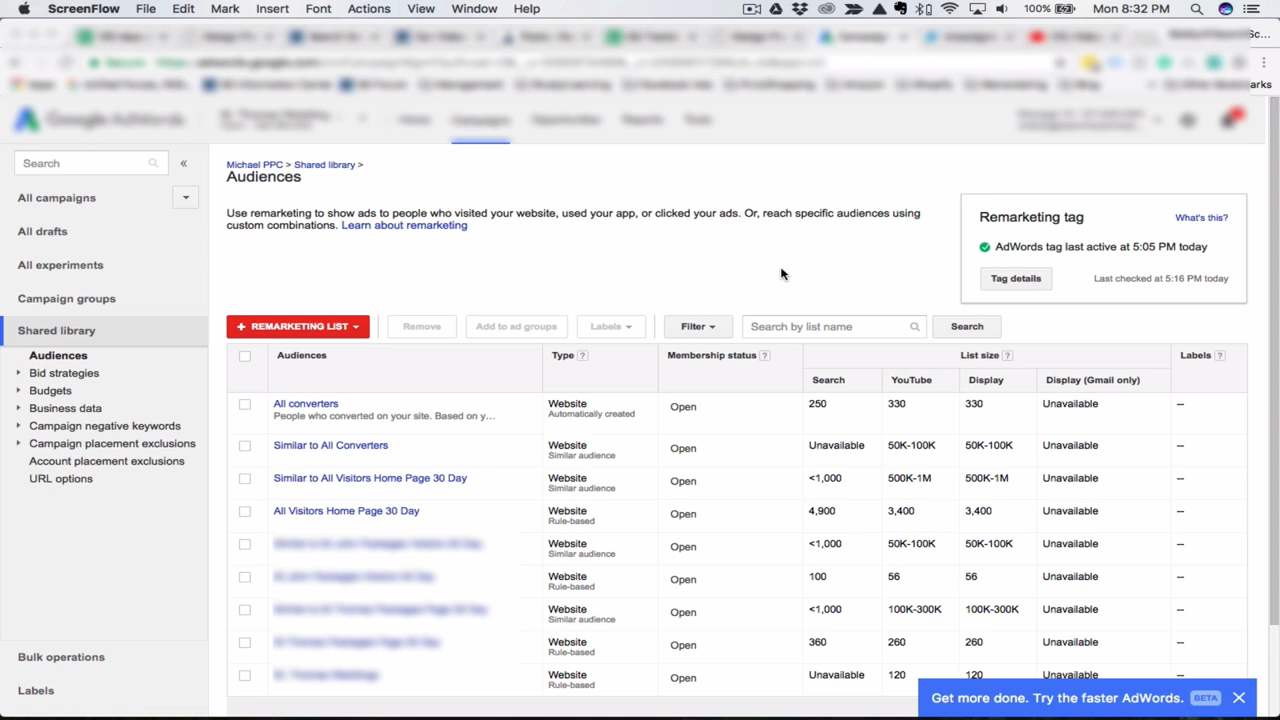 ScreenFlow File Edit Mark Insert Font Actions View Window Help 100% Mon 8:32 PM
Search
«
All campaigns
All drafts
All experiments
Campaign groups
Shared library
Audiences
Bid strategies
Budgets
Business data
Campaign negative keywords
Campaign placement exclusions
Account placement exclusions
URL options
Bulk operations
Labels
Michael PPC > Shared library >
Audiences
Use remarketing to show ads to people who visited your website, used your app, or clicked your ads. Or, reach specific audiences using
custom combinations. Learn about remarketing
Remarketing tag What's this?
AdWords tag last active at 5:05 PM today
Tag details Last checked at 5:16 PM today
+ REMARKETING LIST Remove Add to ad groups Labels Filter Search by list name Search
Audiences Type ? Membership status ? List size ? Labels ?
Search YouTube Display Display (Gmail only)
All converters Website Open 250 330 330 Unavailable --
People who converted on your site. Based on y… Automatically created
Similar to All Converters Website Open Unavailable 50K-100K 50K-100K Unavailable --
Similar audience
Similar to All Visitors Home Page 30 Day Website Open <1,000 500K-1M 500K-1M Unavailable --
Similar audience
All Visitors Home Page 30 Day Website Open 4,900 3,400 3,400 Unavailable --
Rule-based
Website Open <1,000 50K-100K 50K-100K Unavailable --
Similar audience
Website Open 100 56 56 Unavailable --
Rule-based
Website Open <1,000 100K-300K 100K-300K Unavailable --
Similar audience
Website Open 360 260 260 Unavailable --
Rule-based
Website Open Unavailable 120 120 Unavailable --
Rule-based
Get more done. Try the faster AdWords. BETA